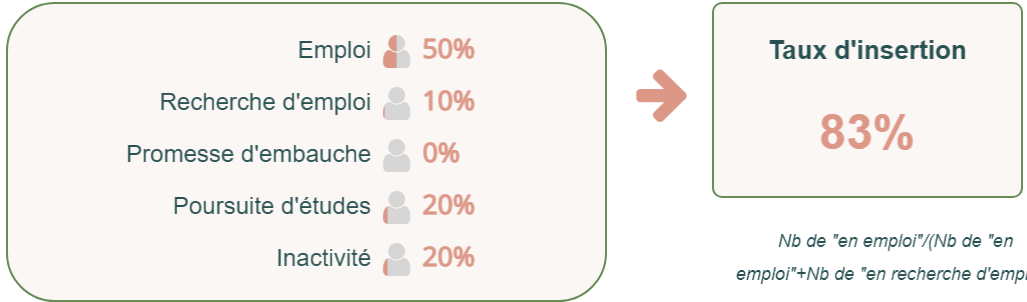 Emploi 50%
Recherche d'emploi 10%
Promesse d'embauche 0%
Poursuite d'études 20%
Inactivité 20%
Taux d'insertion
83%
Nb de "en emploi"/(Nb de "en
emploi"+Nb de "en recherche d'empl